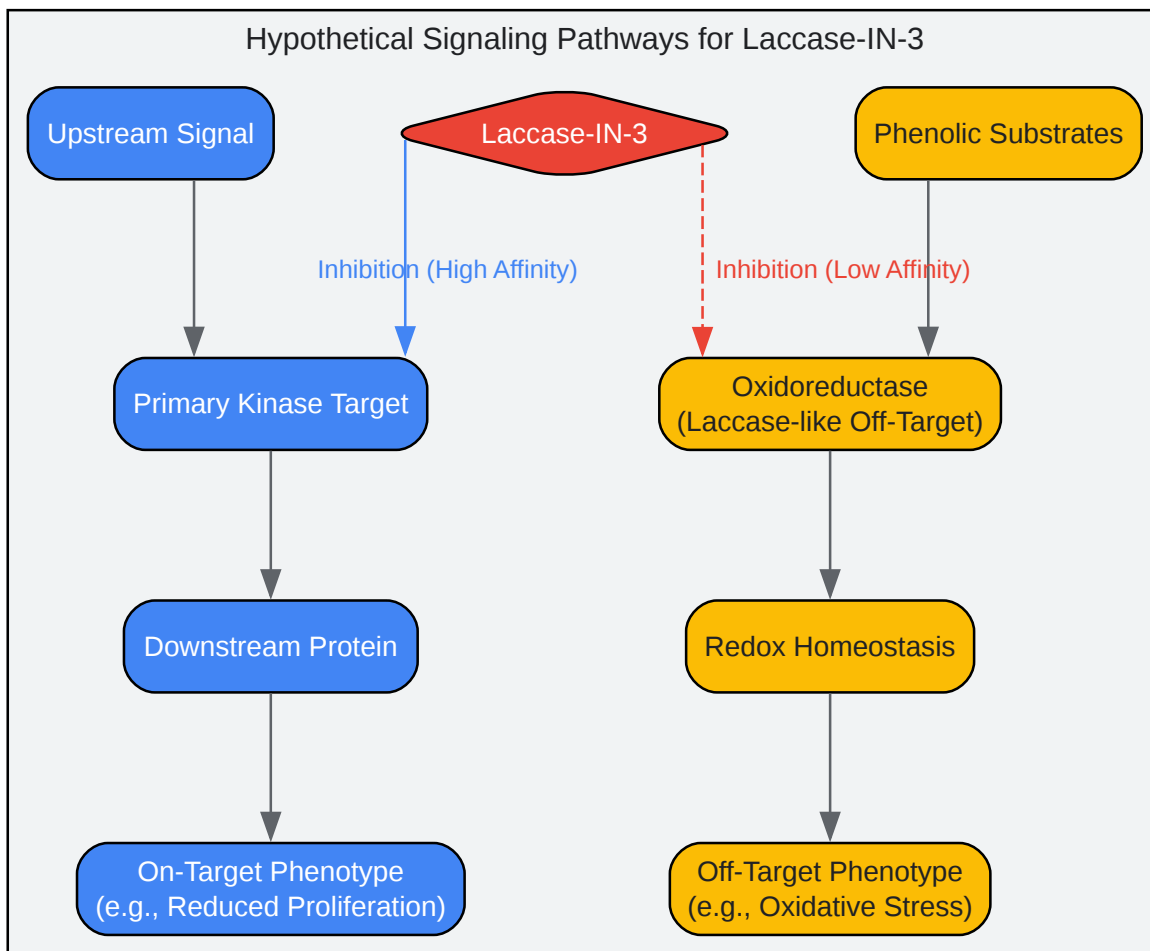 Hypothetical Signaling Pathways for Laccase-IN-3
Upstream Signal
Laccase-IN-3
Phenolic Substrates
Inhibition (High Affinity)
Inhibition (Low Affinity)
Primary Kinase Target
Oxidoreductase
(Laccase-like Off-Target)
Downstream Protein
Redox Homeostasis
On-Target Phenotype
(e.g., Reduced Proliferation)
Off-Target Phenotype
(e.g., Oxidative Stress)